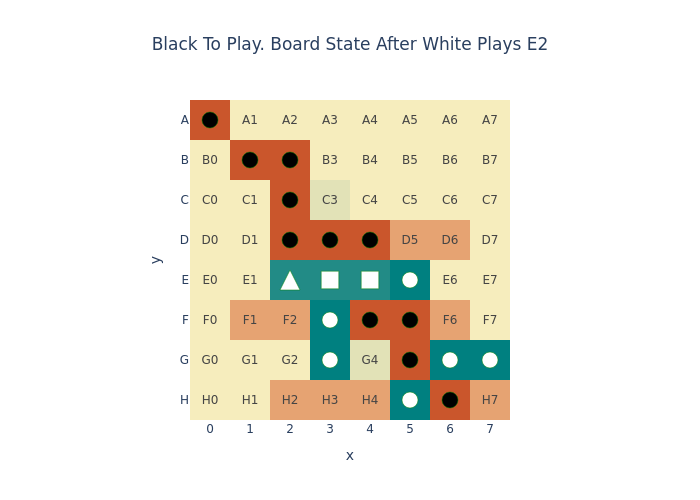 Black To Play. Board State After White Plays E2
A A1 A2 A3 A4 A5 A6 A7
B B0 B3 B4 B5 B6 B7
C C0 C1 C3 C4 C5 C6 C7
D D0 D1 D5 D6 D7
E E0 E1 E6 E7
F F0 F1 F2 F6 F7
G G0 G1 G2 G4
H H0 H1 H2 H3 H4 H7
0 1 2 3 4 5 6 7
x
y